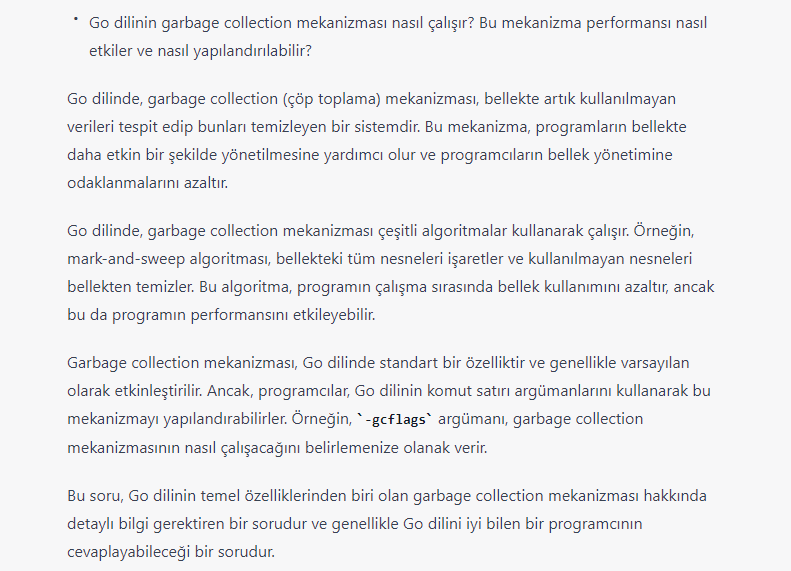 • Go dilinin garbage collection mekanizması nasıl çalışır? Bu mekanizma performansı nasıl
etkiler ve nasıl yapılandırılabilir?
Go dilinde, garbage collection (çöp toplama) mekanizması, bellekte artık kullanılmayan
verileri tespit edip bunları temizleyen bir sistemdir. Bu mekanizma, programların bellekte
daha etkin bir şekilde yönetilmesine yardımcı olur ve programcıların bellek yönetimine
odaklanmalarını azaltır.
Go dilinde, garbage collection mekanizması çeşitli algoritmalar kullanarak çalışır. Örneğin,
mark-and-sweep algoritması, bellekteki tüm nesneleri işaretler ve kullanılmayan nesneleri
bellekten temizler. Bu algoritma, programın çalışma sırasında bellek kullanımını azaltır, ancak
bu da programın performansını etkileyebilir.
Garbage collection mekanizması, Go dilinde standart bir özelliktir ve genellikle varsayılan
olarak etkinleştirilir. Ancak, programcılar, Go dilinin komut satırı argümanlarını kullanarak bu
mekanizmayı yapılandırabilirler. Örneğin, `-gcflags` argümanı, garbage collection
mekanizmasının nasıl çalışacağını belirlemenize olanak verir.
Bu soru, Go dilinin temel özelliklerinden biri olan garbage collection mekanizması hakkında
detaylı bilgi gerektiren bir sorudur ve genellikle Go dilini iyi bilen bir programcının
cevaplayabileceği bir sorudur.